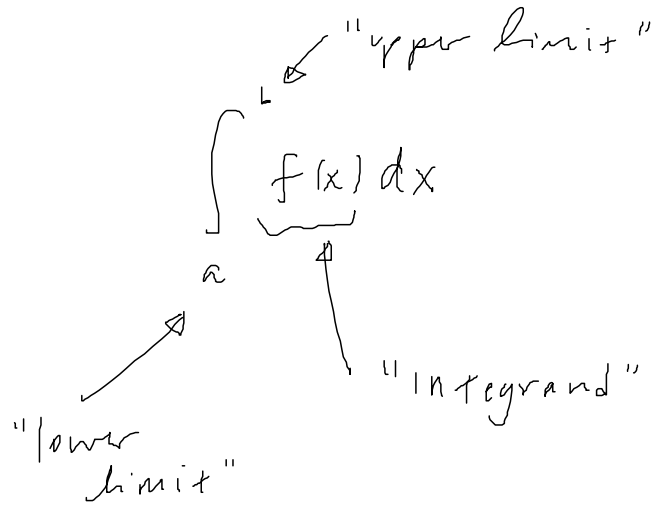 "upper limit"
b
∫ f(x) dx
a
"Integrand"
"lower
limit"